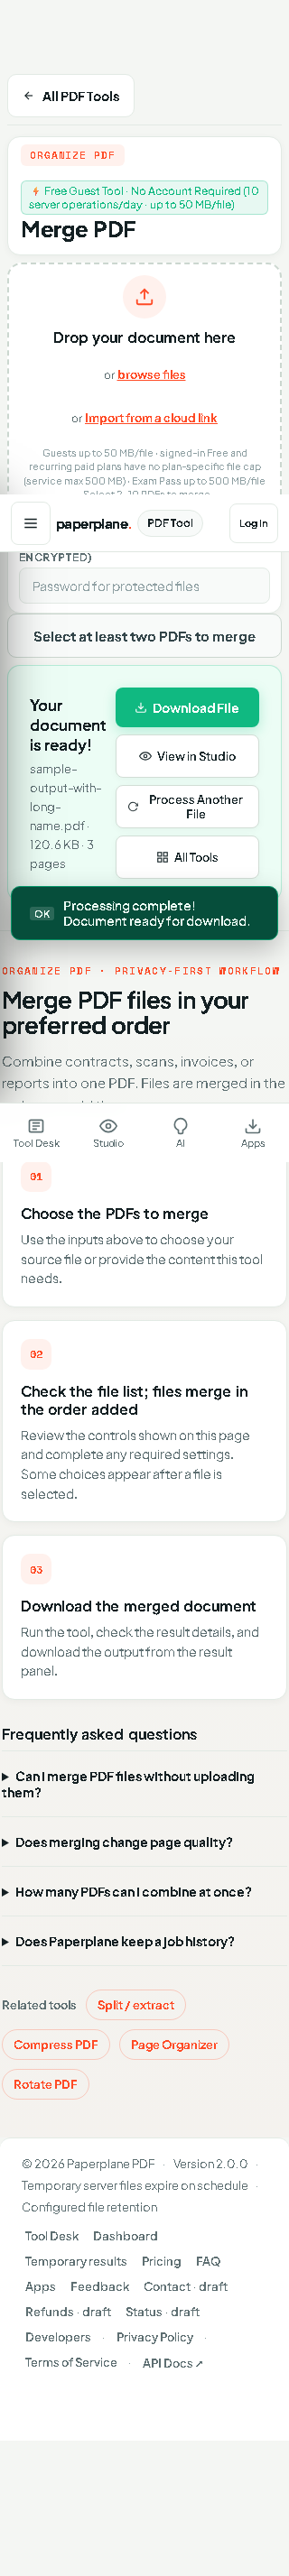 ← All PDF Tools
ORGANIZE PDF
Free Guest Tool · No Account Required (10
server operations/day · up to 50 MB/file)
Merge PDF
Drop your document here
or browse files
or Import from a cloud link
Guests up to 50 MB/file · signed-in Free and
recurring paid plans have no plan-specific file cap
(service max 500 MB) · Exam Pass up to 500 MB/file
paperplane. PDF Tool Log in
ENCRYPTED)
Password for protected files
Select at least two PDFs to merge
Your
document
is ready!
sample-
output-with-
long-
name.pdf ·
120.6 KB · 3
pages
Download File
View in Studio
Process Another
File
All Tools
OK Processing complete!
Document ready for download.
ORGANIZE PDF · PRIVACY-FIRST WORKFLOW
Merge PDF files in your
preferred order
Combine contracts, scans, invoices, or
reports into one PDF. Files are merged in the
Tool Desk Studio AI Apps
01
Choose the PDFs to merge
Use the inputs above to choose your
source file or provide the content this tool
needs.
02
Check the file list; files merge in
the order added
Review the controls shown on this page
and complete any required settings.
Some choices appear after a file is
selected.
03
Download the merged document
Run the tool, check the result details, and
download the output from the result
panel.
Frequently asked questions
Can I merge PDF files without uploading
them?
Does merging change page quality?
How many PDFs can I combine at once?
Does Paperplane keep a job history?
Related tools Split / extract
Compress PDF Page Organizer
Rotate PDF
© 2026 Paperplane PDF · Version 2.0.0 ·
Temporary server files expire on schedule ·
Configured file retention
Tool Desk Dashboard
Temporary results Pricing FAQ
Apps Feedback Contact · draft
Refunds · draft Status · draft
Developers · Privacy Policy ·
Terms of Service · API Docs ↗